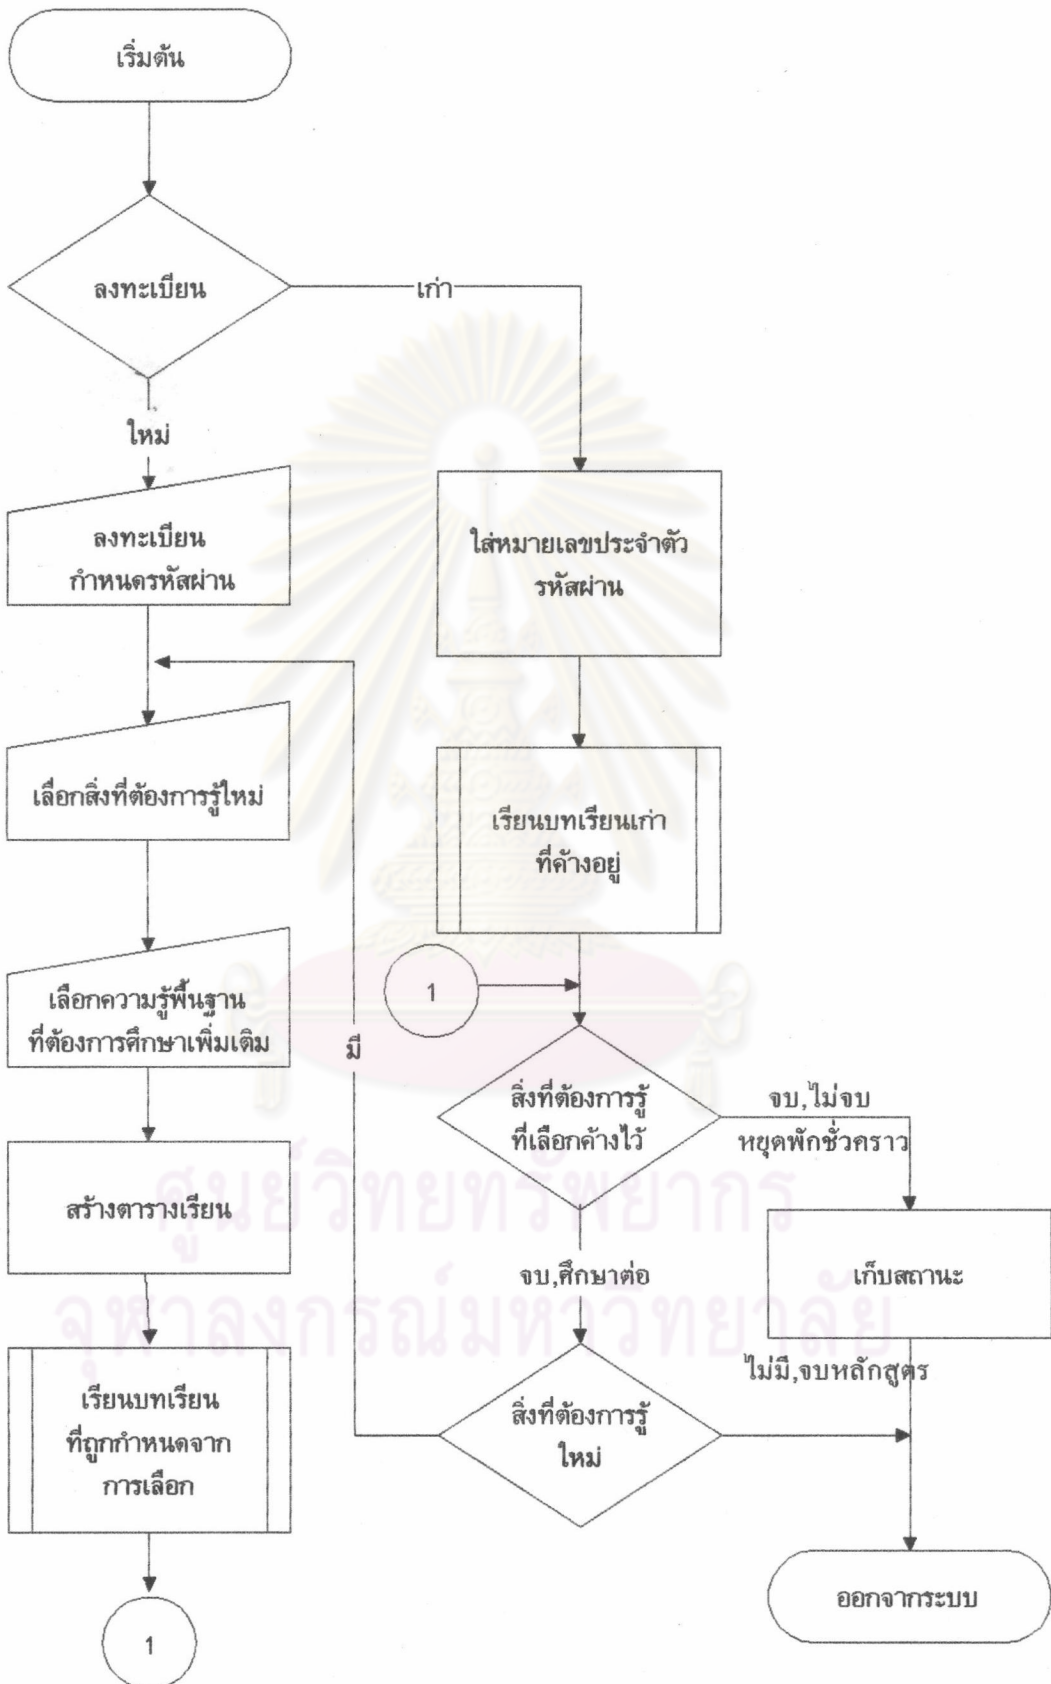 เริ่มต้น
ลงทะเบียน
เก่า
ใหม่
ลงทะเบียน
กำหนดรหัสผ่าน
ใส่หมายเลขประจำตัว
รหัสผ่าน
เลือกสิ่งที่ต้องการรู้ใหม่
เรียนบทเรียนเก่า
ที่ค้างอยู่
1
เลือกความรู้พื้นฐาน
ที่ต้องการศึกษาเพิ่มเติม
มี
สิ่งที่ต้องการรู้
ที่เลือกค้างไว้
จบ,ไม่จบ
หยุดพักชั่วคราว
สร้างตารางเรียน
ศูนย์วิทยทรัพยากร
จบ,ศึกษาต่อ
เก็บสถานะ
จุฬาลงกรณ์มหาวิทยาลัย
ไม่มี,จบหลักสูตร
เรียนบทเรียน
ที่ถูกกำหนดจาก
การเลือก
สิ่งที่ต้องการรู้
ใหม่
ออกจากระบบ
1